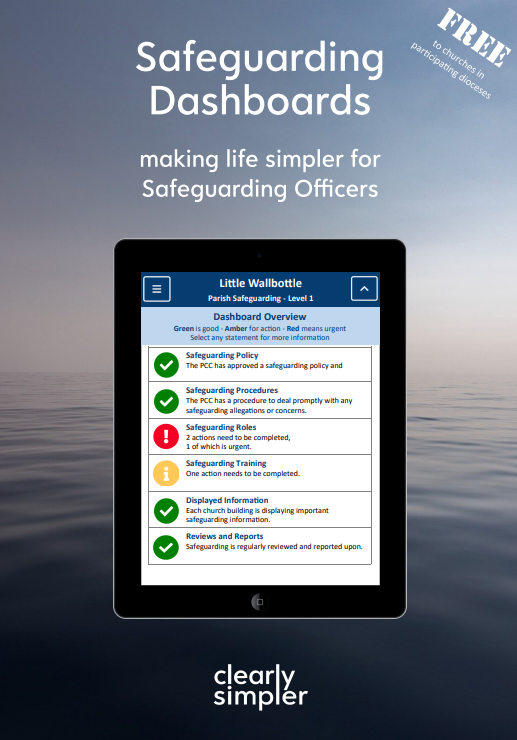 FREE
to churches in
participating dioceses
Safeguarding
Dashboards
making life simpler for
Safeguarding Officers
Little Wallbottle
Parish Safeguarding - Level 1
Dashboard Overview
Green is good - Amber for action - Red means urgent
Select any statement for more information
Safeguarding Policy
The PCC has approved a safeguarding policy and
Safeguarding Procedures
The PCC has a procedure to deal promptly with any
safeguarding allegations or concerns.
Safeguarding Roles
2 actions need to be completed,
1 of which is urgent.
Safeguarding Training
One action needs to be completed.
Displayed Information
Each church building is displaying important
safeguarding information.
Reviews and Reports
Safeguarding is regularly reviewed and reported upon.
clearly
simpler